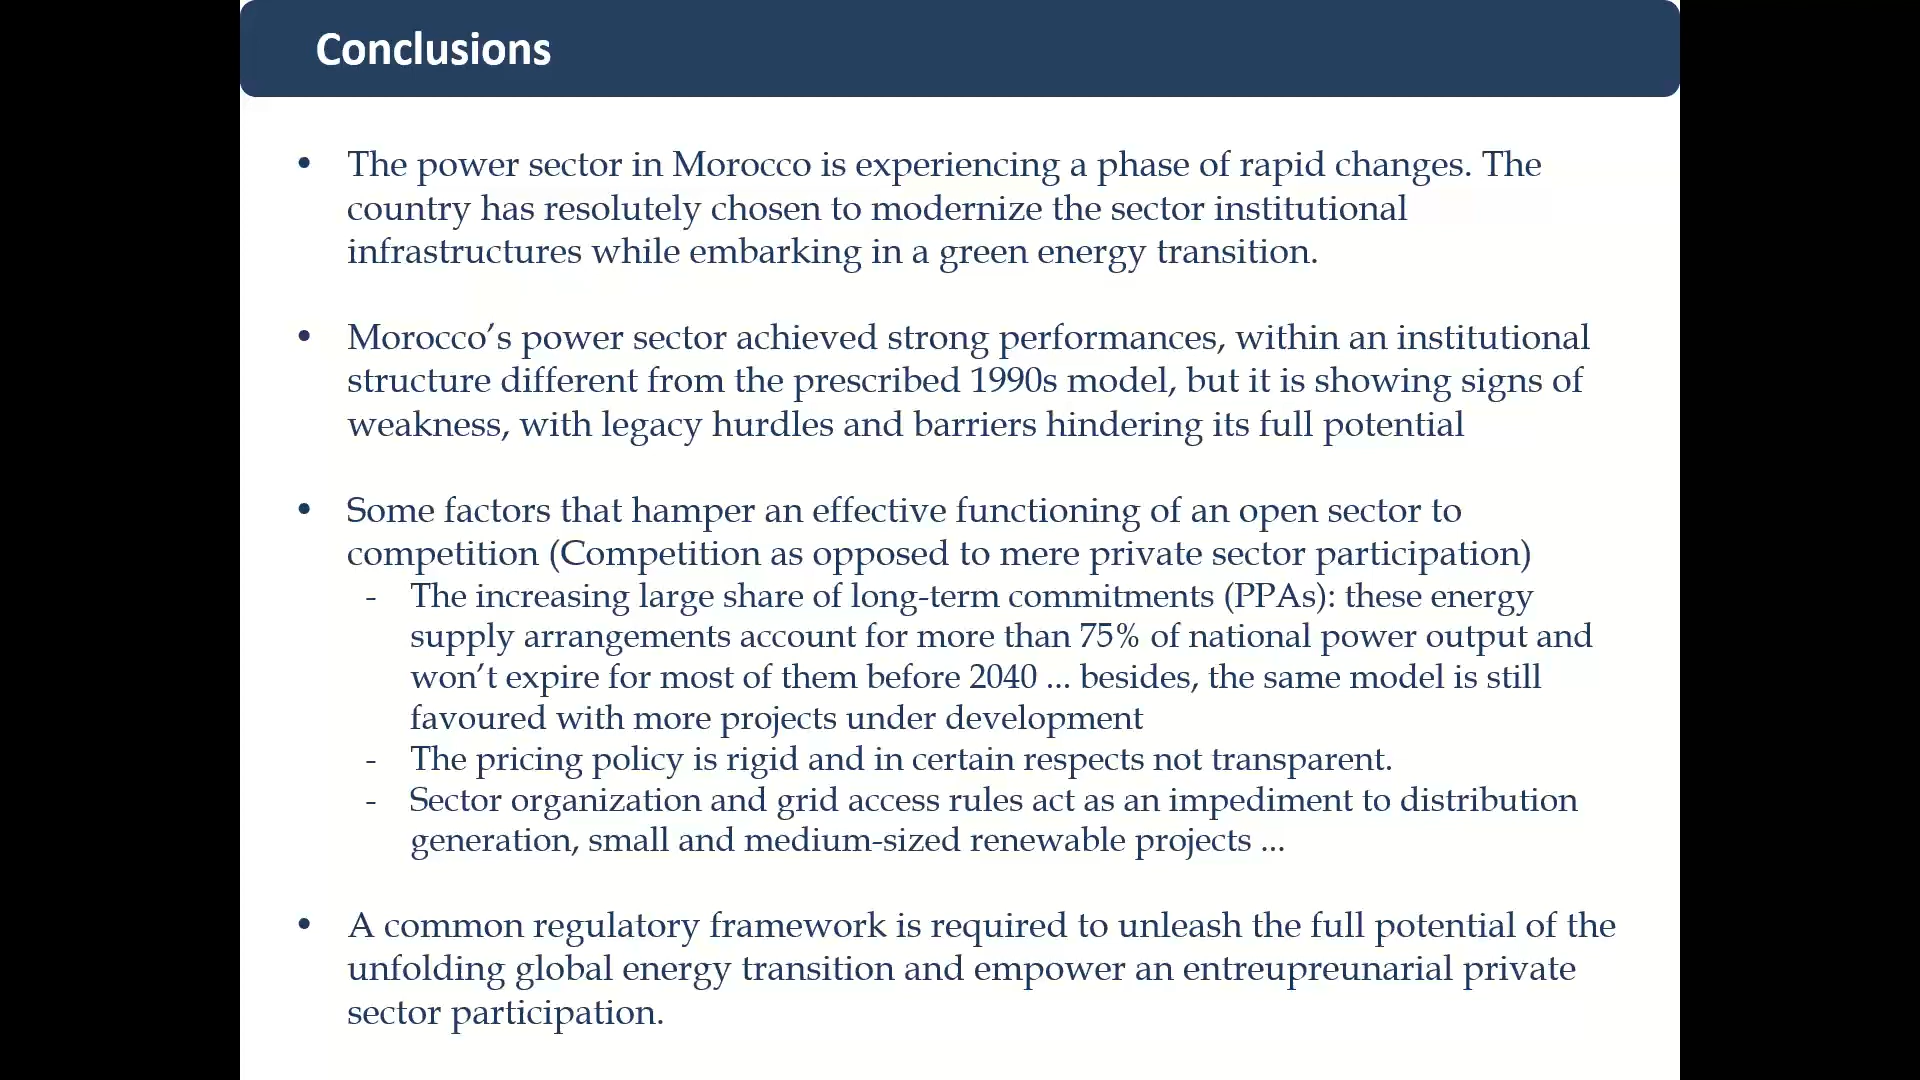 Conclusions
• The power sector in Morocco is experiencing a phase of rapid changes. The
country has resolutely chosen to modernize the sector institutional
infrastructures while embarking in a green energy transition.
• Morocco’s power sector achieved strong performances, within an institutional
structure different from the prescribed 1990s model, but it is showing signs of
weakness, with legacy hurdles and barriers hindering its full potential
• Some factors that hamper an effective functioning of an open sector to
competition (Competition as opposed to mere private sector participation)
- The increasing large share of long-term commitments (PPAs): these energy
supply arrangements account for more than 75% of national power output and
won’t expire for most of them before 2040 ... besides, the same model is still
favoured with more projects under development
- The pricing policy is rigid and in certain respects not transparent.
- Sector organization and grid access rules act as an impediment to distribution
generation, small and medium-sized renewable projects ...
• A common regulatory framework is required to unleash the full potential of the
unfolding global energy transition and empower an entreupreunarial private
sector participation.